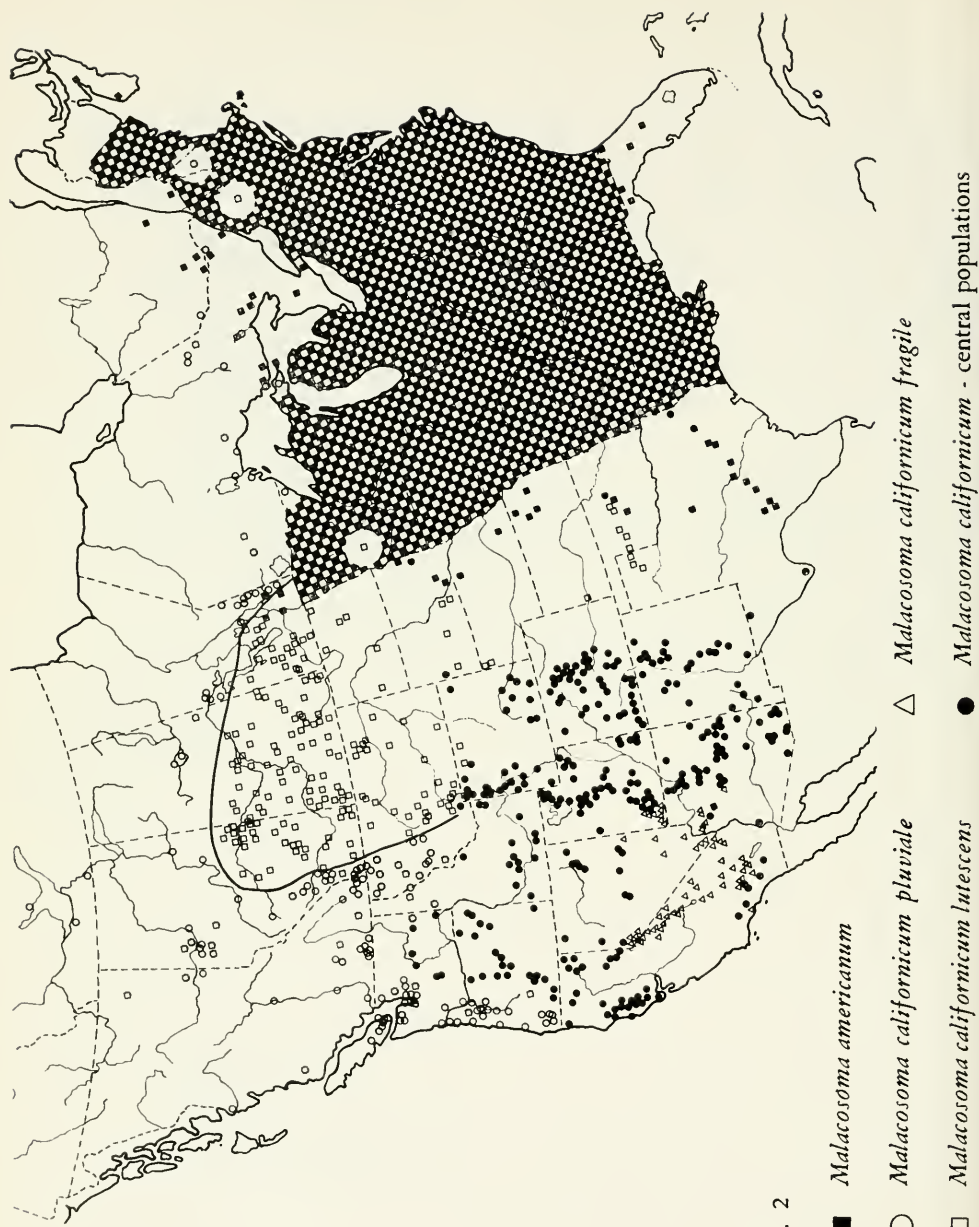 . 2
Malacosoma americanum
Malacosoma californicum pluviale
Malacosoma californicum lutescens
Malacosoma californicum fragile
Malacosoma californicum - central populations